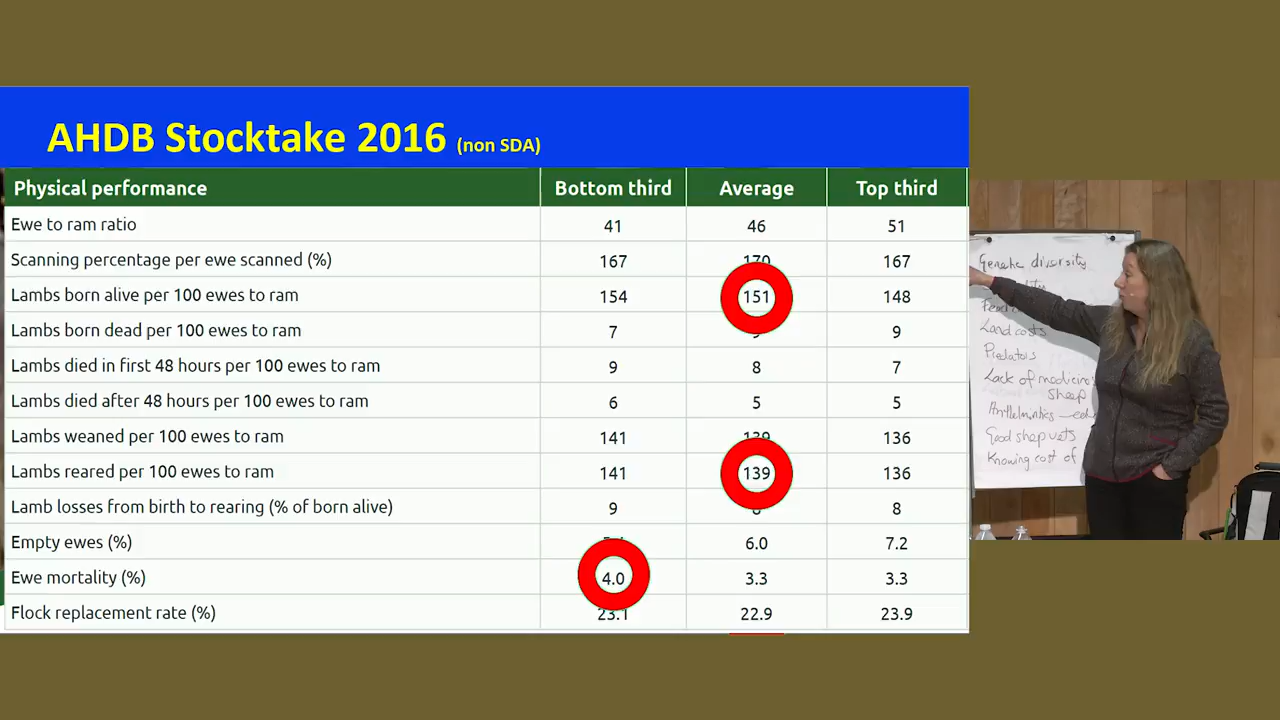 AHDB Stocktake 2016 (non SDA)
Physical performance Bottom third Average Top third
Ewe to ram ratio 41 46 51
Scanning percentage per ewe scanned (%) 167 170 167
Lambs born alive per 100 ewes to ram 154 151 148
Lambs born dead per 100 ewes to ram 7 9
Lambs died in first 48 hours per 100 ewes to ram 9 8 7
Lambs died after 48 hours per 100 ewes to ram 6 5 5
Lambs weaned per 100 ewes to ram 141 139 136
Lambs reared per 100 ewes to ram 141 139 136
Lamb losses from birth to rearing (% of born alive) 9 8
Empty ewes (%) 6.0 7.2
Ewe mortality (%) 4.0 3.3 3.3
Flock replacement rate (%) 23.1 22.9 23.9
Genetic diversity
Land costs
Predators
Lack of medicines
sheep
Anthelmintics
Good sheep vets
Knowing cost of